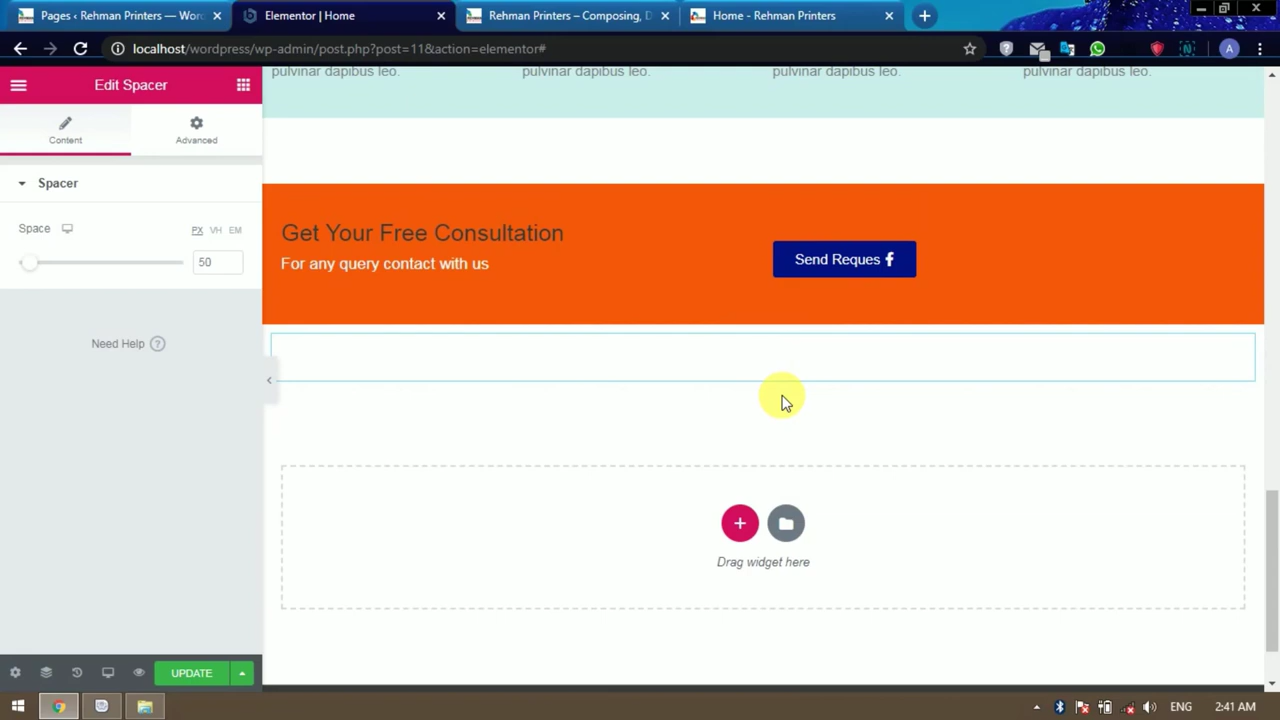 Pages ‹ Rehman Printers — Word
Elementor | Home
Rehman Printers – Composing, D
Home - Rehman Printers
localhost/wordpress/wp-admin/post.php?post=11&action=elementor#
A
Edit Spacer
Content
Advanced
Spacer
Space
PX VH EM
50
Need Help ?
UPDATE
pulvinar dapibus leo.
pulvinar dapibus leo.
pulvinar dapibus leo.
pulvinar dapibus leo.
Get Your Free Consultation
For any query contact with us
Send Reques
Drag widget here
ENG
2:41 AM